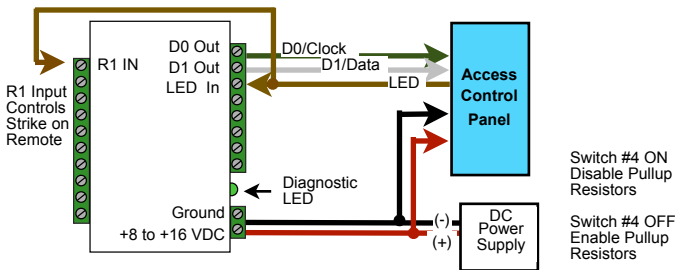 R1 IN
D0 Out
D1 Out
LED In
D0/Clock
D1/Data
LED
Access
Control
Panel
R1 Input
Controls
Strike on
Remote
Diagnostic
LED
Ground
+8 to +16 VDC
(-)
(+)
DC
Power
Supply
Switch #4 ON
Disable Pullup
Resistors
Switch #4 OFF
Enable Pullup
Resistors